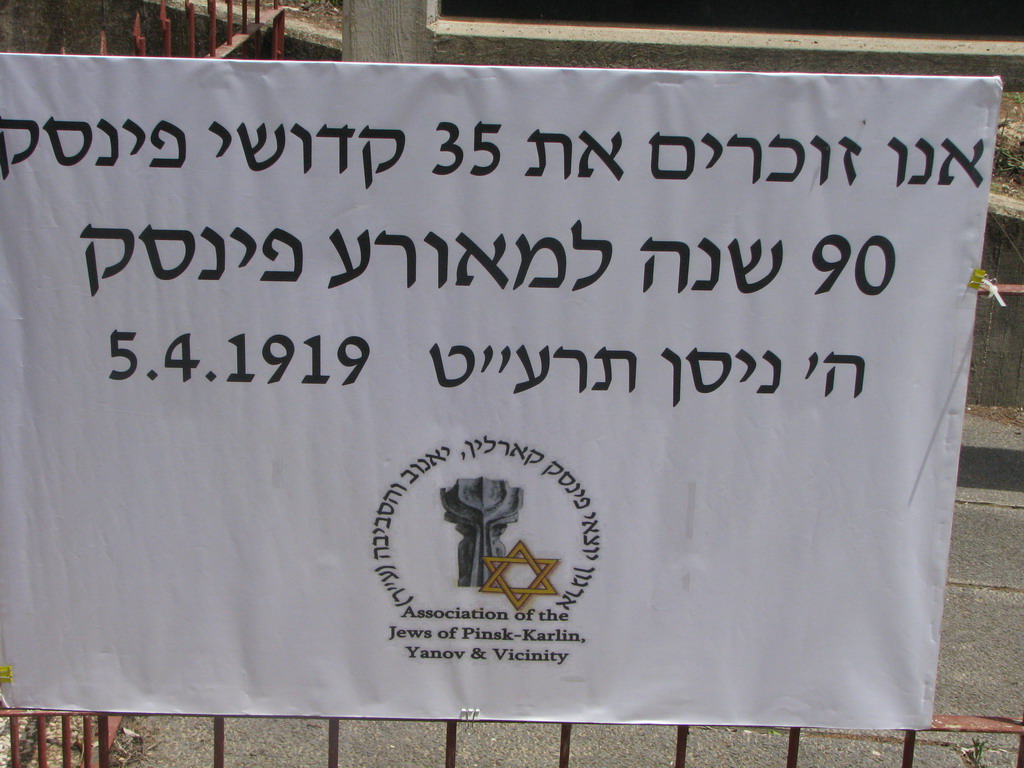 אנו זוכרים את 35 קדושי פינסק
90 שנה למאורע פינסק
ה' ניסן תרע''ט 5.4.1919
ארגון יוצאי פינסק קארלין, יאנוב והסביבה (ע''ר)
Association of the
Jews of Pinsk-Karlin,
Yanov & Vicinity